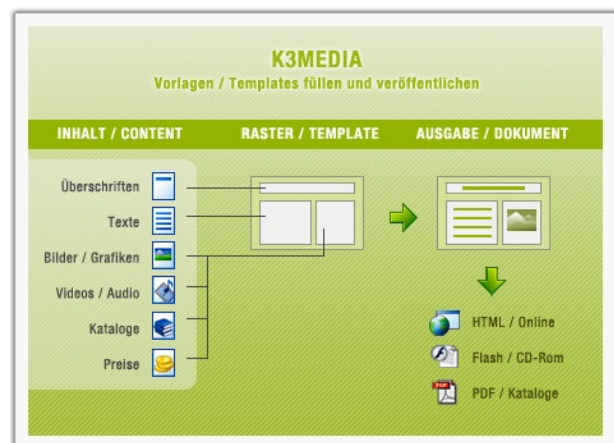 K3MEDIA
Vorlagen / Templates füllen und veröffentlichen
INHALT / CONTENT
RASTER / TEMPLATE
AUSGABE / DOKUMENT
Überschriften
Texte
Bilder / Grafiken
Videos / Audio
Kataloge
Preise
HTML / Online
Flash / CD-Rom
PDF / Kataloge